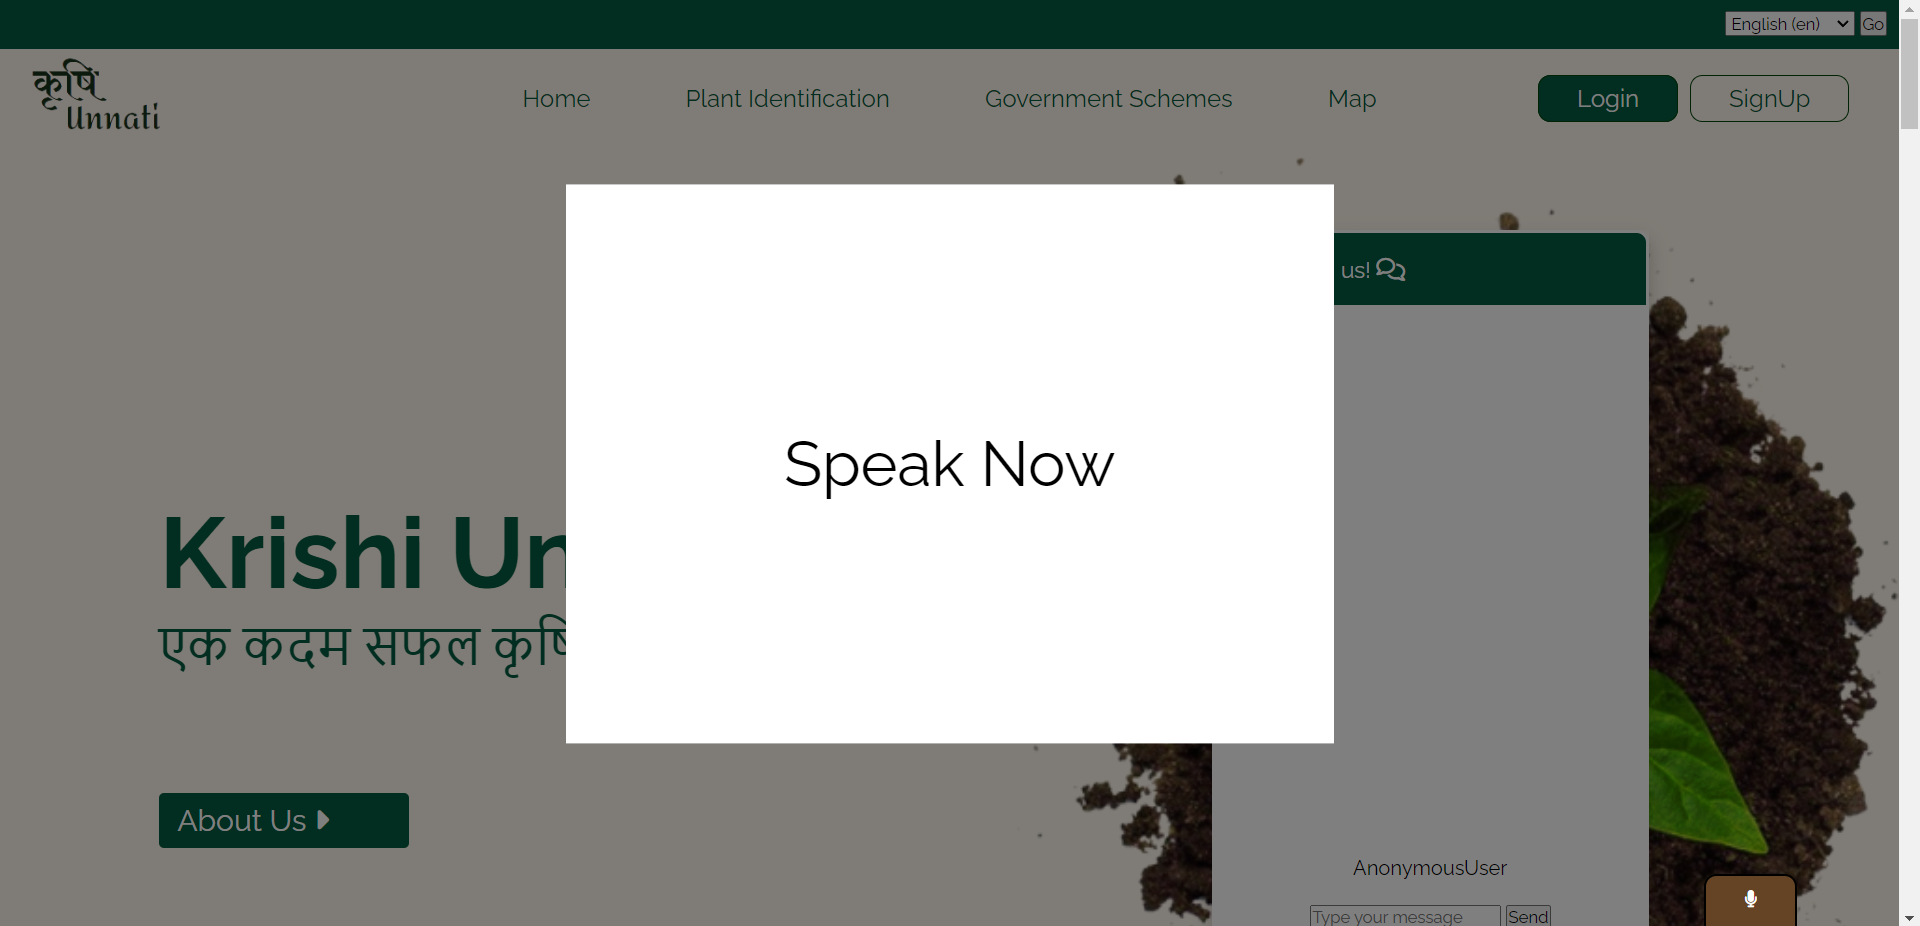 English (en)
Go
कृषि
Unnati
Home
Plant Identification
Government Schemes
Map
Login
SignUp
us!
Speak Now
Krishi Un
एक कदम सफल कृषि
About Us
AnonymousUser
Type your message
Send